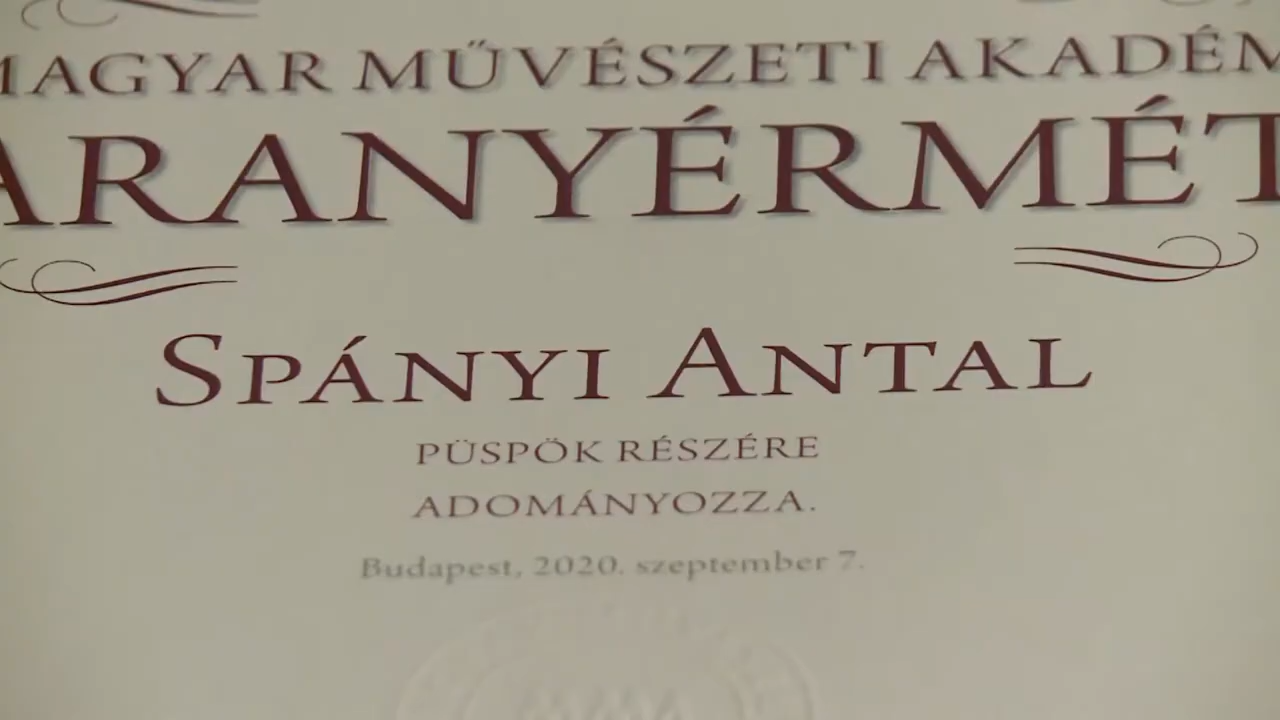 MAGYAR MŰVÉSZETI AKADÉM
ARANYÉRMÉT
SPÁNYI ANTAL
PÜSPÖK RÉSZÉRE
ADOMÁNYOZZA.
Budapest, 2020. szeptember 7.